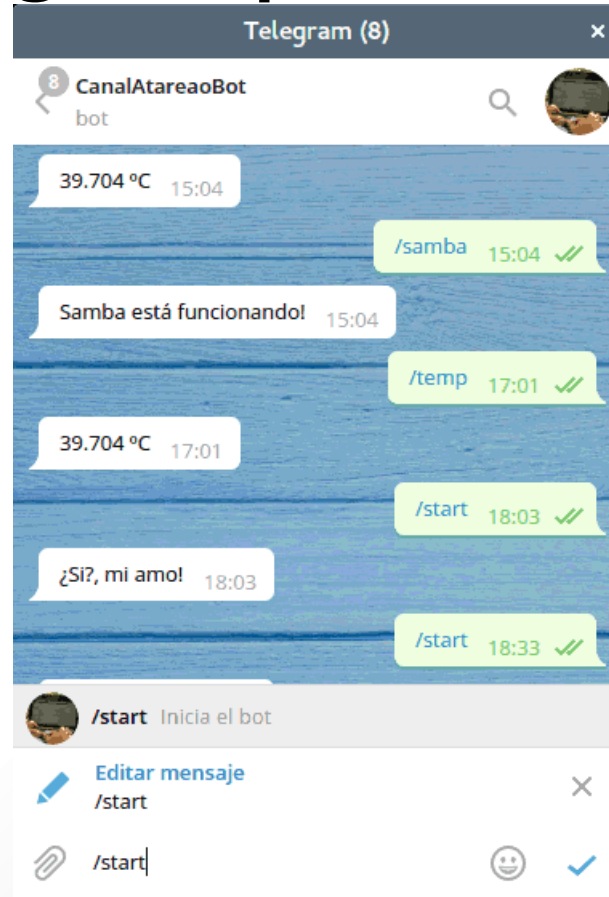 Telegram (8)
8
CanalAtareaoBot
bot
39.704 ºC 15:04
/samba 15:04
Samba está funcionando! 15:04
/temp 17:01
39.704 ºC 17:01
/start 18:03
¿Si?, mi amo! 18:03
/start 18:33
/start Inicia el bot
Editar mensaje
/start
/start